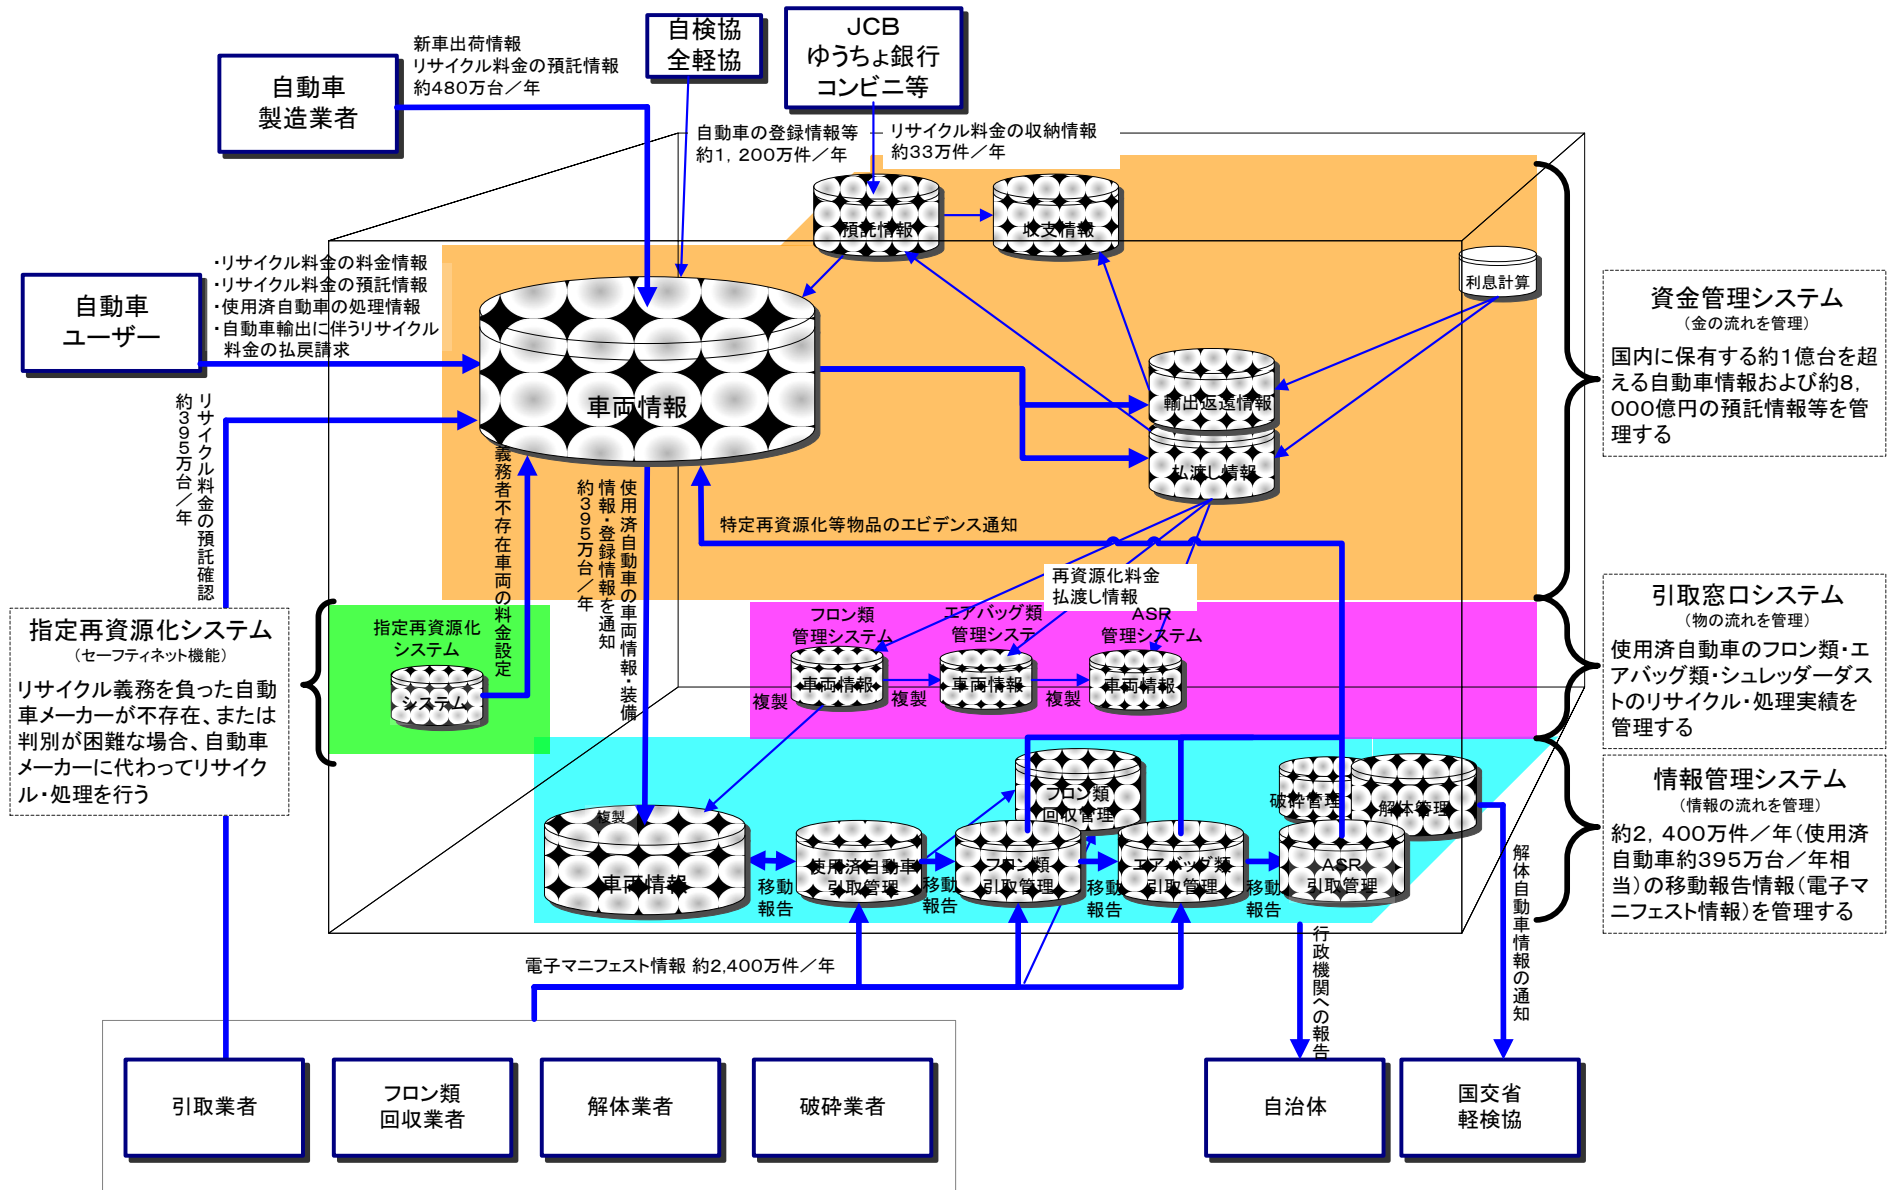 自検協
全軽協
JCB
ゆうちょ銀行
コンビニ等
自動車
製造業者
新車出荷情報
リサイクル料金の預託情報
約480万台／年
自動車の登録情報等
約1，200万件／年
リサイクル料金の収納情報
約33万件／年
預託情報
収支情報
利息計算
自動車
ユーザー
・リサイクル料金の料金情報
・リサイクル料金の預託情報
・使用済自動車の処理情報
・自動車輸出に伴うリサイクル
料金の払戻請求
車両情報
輸出返還情報
払渡し情報
資金管理システム
（金の流れを管理）
国内に保有する約1億台を超
える自動車情報および約8，
000億円の預託情報等を管
理する
リサイクル料金の預託確認
約395万台／年
義務者不存在車両の料金設定
使用済自動車の車両情報・装備
情報・登録情報を通知
約395万台／年
特定再資源化等物品のエビデンス通知
再資源化料金
払渡し情報
指定再資源化システム
（セーフティネット機能）
リサイクル義務を負った自動
車メーカーが不存在、または
判別が困難な場合、自動車
メーカーに代わってリサイク
ル・処理を行う
指定再資源化
システム
システム
フロン類
管理システム
エアバッグ類
管理システ
ASR
管理システム
車両情報
車両情報
車両情報
複製
複製
複製
引取窓口システム
（物の流れを管理）
使用済自動車のフロン類・エ
アバッグ類・シュレッダーダス
トのリサイクル・処理実績を
管理する
情報管理システム
（情報の流れを管理）
約2，400万件／年（使用済
自動車約395万台／年相
当）の移動報告情報（電子マ
ニフェスト情報）を管理する
フロン類
回収管理
破砕管理
解体管理
複製
車両情報
使用済自動車
引取管理
フロン類
引取管理
エアバッグ類
引取管理
ASR
引取管理
移動
報告
移動
報告
移動
報告
移動
報告
電子マニフェスト情報 約2,400万件／年
行政機関への報告
解体自動車情報の通知
引取業者
フロン類
回収業者
解体業者
破砕業者
自治体
国交省
軽検協